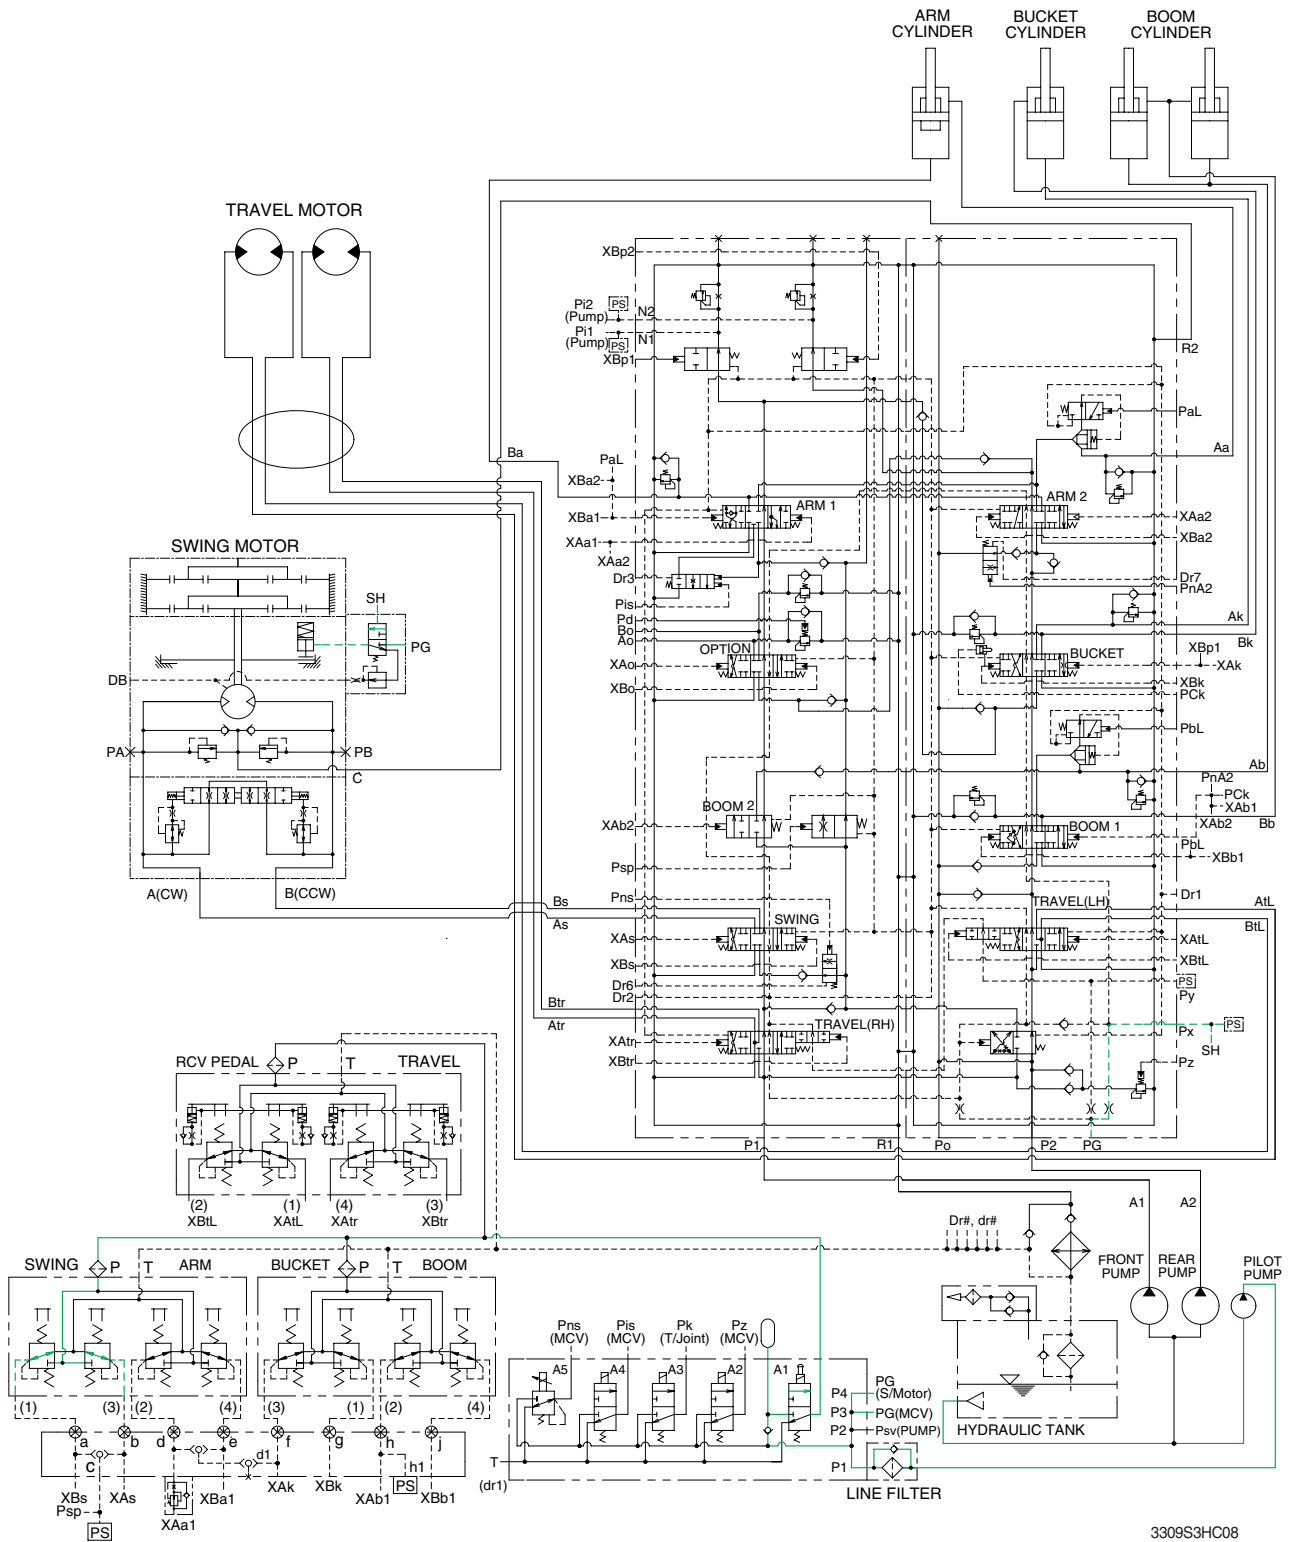 ARM
CYLINDER
BUCKET
CYLINDER
BOOM
CYLINDER
TRAVEL MOTOR
XBp2
Pi2
(Pump)
PS
N2
Pi1
(Pump)
PS
N1
XBp1
R2
PaL
Aa
Ba
PaL
XBa2
XBa1
ARM 1
ARM 2
XAa2
XBa2
XAa1
XAa2
Dr3
Pis
Dr7
PnA2
SWING MOTOR
SH
PG
DB
PA
PB
C
A(CW)
B(CCW)
Pd
Bo
Ao
OPTION
XAo
XBo
Ak
Bk
BUCKET
XBp1
XAk
XBk
PCk
PbL
Ab
PnA2
PCk
XAb1
XAb2
Bb
BOOM 2
XAb2
BOOM 1
PbL
XBb1
Psp
Pns
Bs
As
SWING
XAs
XBs
Dr6
Dr2
Dr1
TRAVEL(LH)
AtL
BtL
XAtL
XBtL
PS
Py
Btr
Atr
TRAVEL(RH)
XAtr
XBtr
Px
PS
SH
Pz
P1
R1
Po
P2
PG
RCV PEDAL
P
T
TRAVEL
(2)
(1)
(4)
(3)
XBtL
XAtL
XAtr
XBtr
Dr#, dr#
A1
A2
FRONT
PUMP
REAR
PUMP
PILOT
PUMP
SWING
P
T
ARM
BUCKET
P
T
BOOM
(1)
(3)
(2)
(4)
(3)
(1)
(2)
(4)
a
b
d
e
f
g
h
j
c
d1
h1
XBs
XAs
XBa1
XAk
XBk
XAb1
PS
XBb1
Psp
XAa1
PS
Pns
(MCV)
Pis
(MCV)
Pk
(T/Joint)
Pz
(MCV)
A5
A4
A3
A2
A1
PG
P4
(S/Motor)
P3
PG(MCV)
P2
Psv(PUMP)
P1
T
(dr1)
LINE FILTER
HYDRAULIC TANK
3309S3HC08